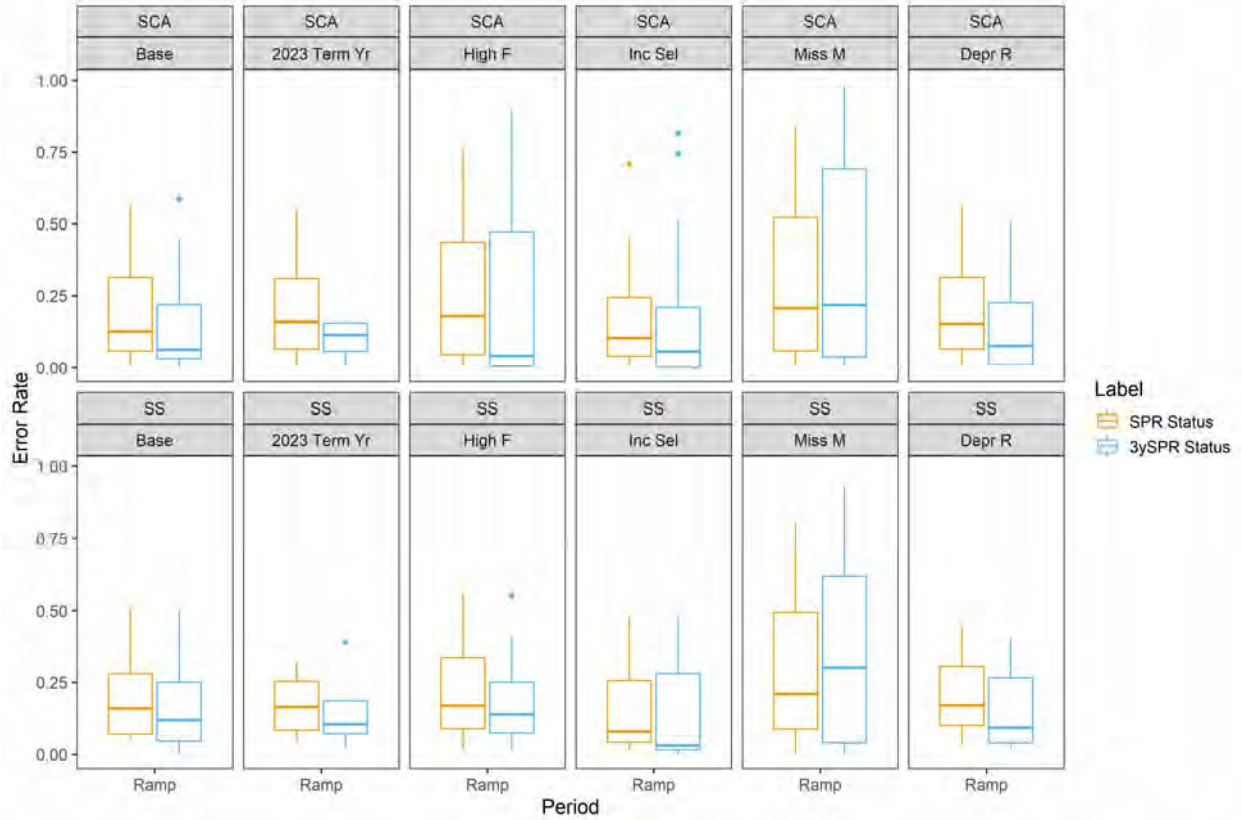 SCA SCA SCA SCA SCA SCA
Base 2023 Term Yr High F Inc Sel Miss M Depr R
1.00
0.75
0.50
0.25
0.00
SS SS SS SS SS SS
Base 2023 Term Yr High F Inc Sel Miss M Depr R
1.00
0.75
0.50
0.25
0.00
Error Rate
Ramp Ramp Ramp Ramp Ramp Ramp
Period
Label
SPR Status
3ySPR Status